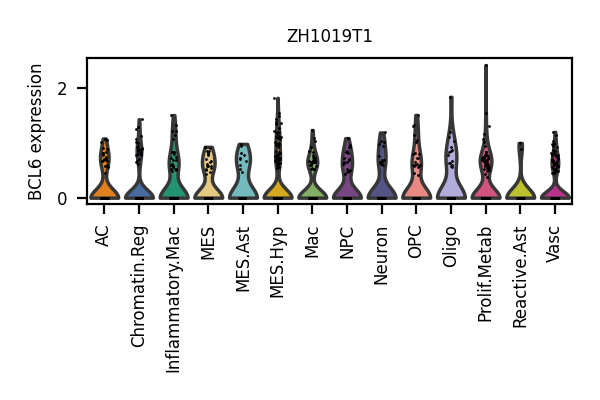 ZH1019T1
BCL6 expression
2
0
AC
Chromatin.Reg
Inflammatory.Mac
MES
MES.Ast
MES.Hyp
Mac
NPC
Neuron
OPC
Oligo
Prolif.Metab
Reactive.Ast
Vasc